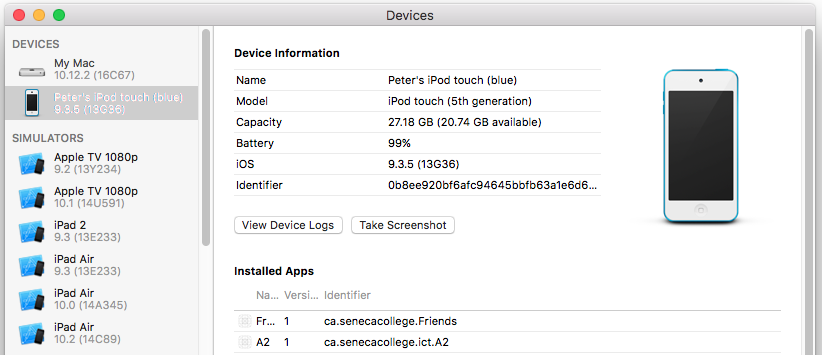 Devices
DEVICES
My Mac
10.12.2 (16C67)
Peter's iPod touch (blue)
9.3.5 (13G36)
SIMULATORS
Apple TV 1080p
9.2 (13Y234)
Apple TV 1080p
10.1 (14U591)
iPad 2
9.3 (13E233)
iPad Air
9.3 (13E233)
iPad Air
10.0 (14A345)
iPad Air
10.2 (14C89)
Device Information
Name Peter's iPod touch (blue)
Model iPod touch (5th generation)
Capacity 27.18 GB (20.74 GB available)
Battery 99%
iOS 9.3.5 (13G36)
Identifier 0b8ee920bf6afc94645bbfb63a1e6d6...
View Device Logs Take Screenshot
Installed Apps
Na... Versi... Identifier
Fr... 1 ca.senecacollege.Friends
A2 1 ca.senecacollege.ict.A2